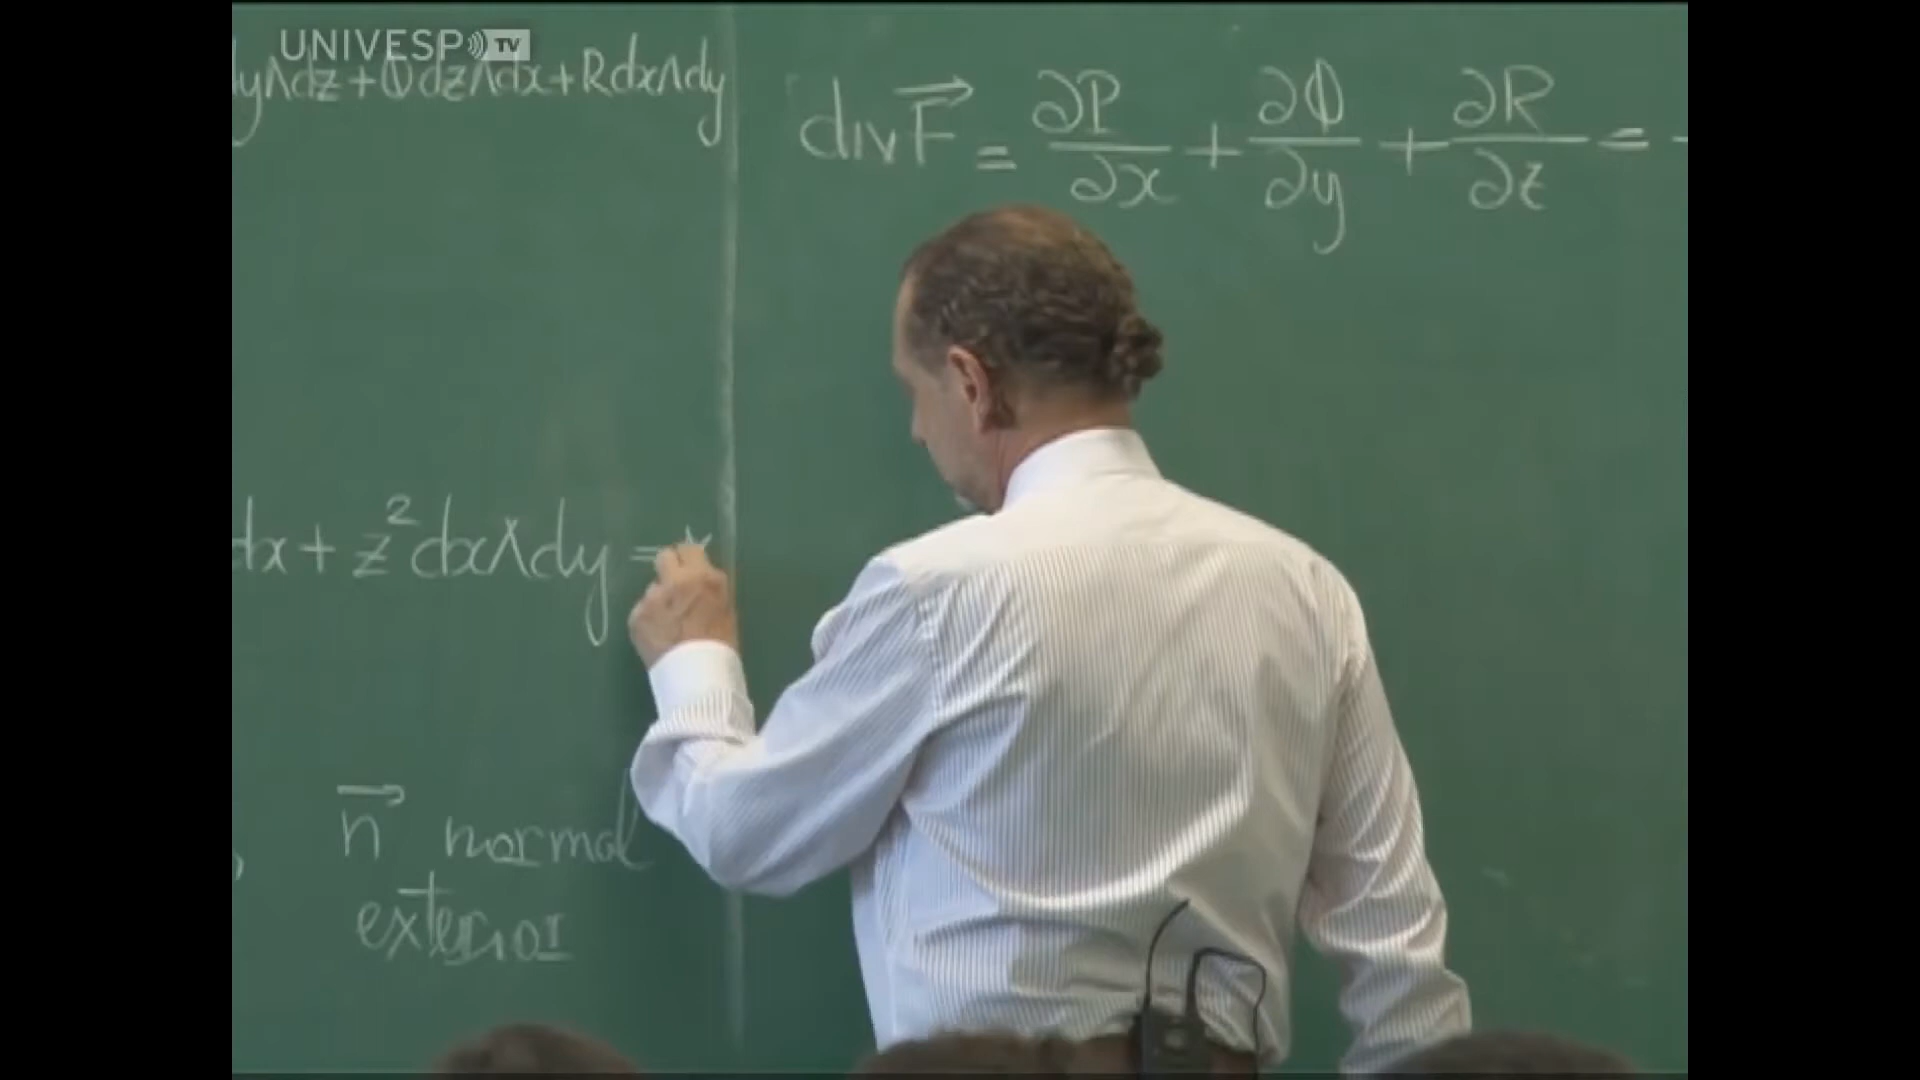 UNIVESP TV
dy∧dz + Q dz∧dx + R dx∧dy
div F⃗ = ∂P/∂x + ∂Q/∂y + ∂R/∂z =
dx + z² dx∧dy =
n⃗ normal
exterior